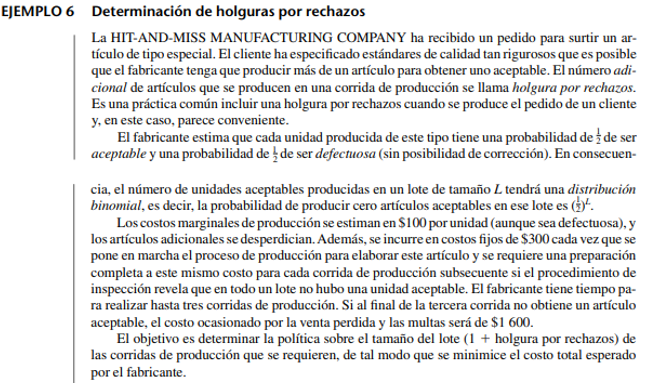 EJEMPLO 6 Determinación de holguras por rechazos
La HIT-AND-MISS MANUFACTURING COMPANY ha recibido un pedido para surtir un ar-
tículo de tipo especial. El cliente ha especificado estándares de calidad tan rigurosos que es posible
que el fabricante tenga que producir más de un artículo para obtener uno aceptable. El número adi-
cional de artículos que se producen en una corrida de producción se llama holgura por rechazos.
Es una práctica común incluir una holgura por rechazos cuando se produce el pedido de un cliente
y, en este caso, parece conveniente.
El fabricante estima que cada unidad producida de este tipo tiene una probabilidad de ½ de ser
aceptable y una probabilidad de ½ de ser defectuosa (sin posibilidad de corrección). En consecuen-
cia, el número de unidades aceptables producidas en un lote de tamaño L tendrá una distribución
binomial, es decir, la probabilidad de producir cero artículos aceptables en ese lote es (½)ᴸ.
Los costos marginales de producción se estiman en $100 por unidad (aunque sea defectuosa), y
los artículos adicionales se desperdician. Además, se incurre en costos fijos de $300 cada vez que se
pone en marcha el proceso de producción para elaborar este artículo y se requiere una preparación
completa a este mismo costo para cada corrida de producción subsecuente si el procedimiento de
inspección revela que en todo un lote no hubo una unidad aceptable. El fabricante tiene tiempo pa-
ra realizar hasta tres corridas de producción. Si al final de la tercera corrida no obtiene un artículo
aceptable, el costo ocasionado por la venta perdida y las multas será de $1 600.
El objetivo es determinar la política sobre el tamaño del lote (1 + holgura por rechazos) de
las corridas de producción que se requieren, de tal modo que se minimice el costo total esperado
por el fabricante.